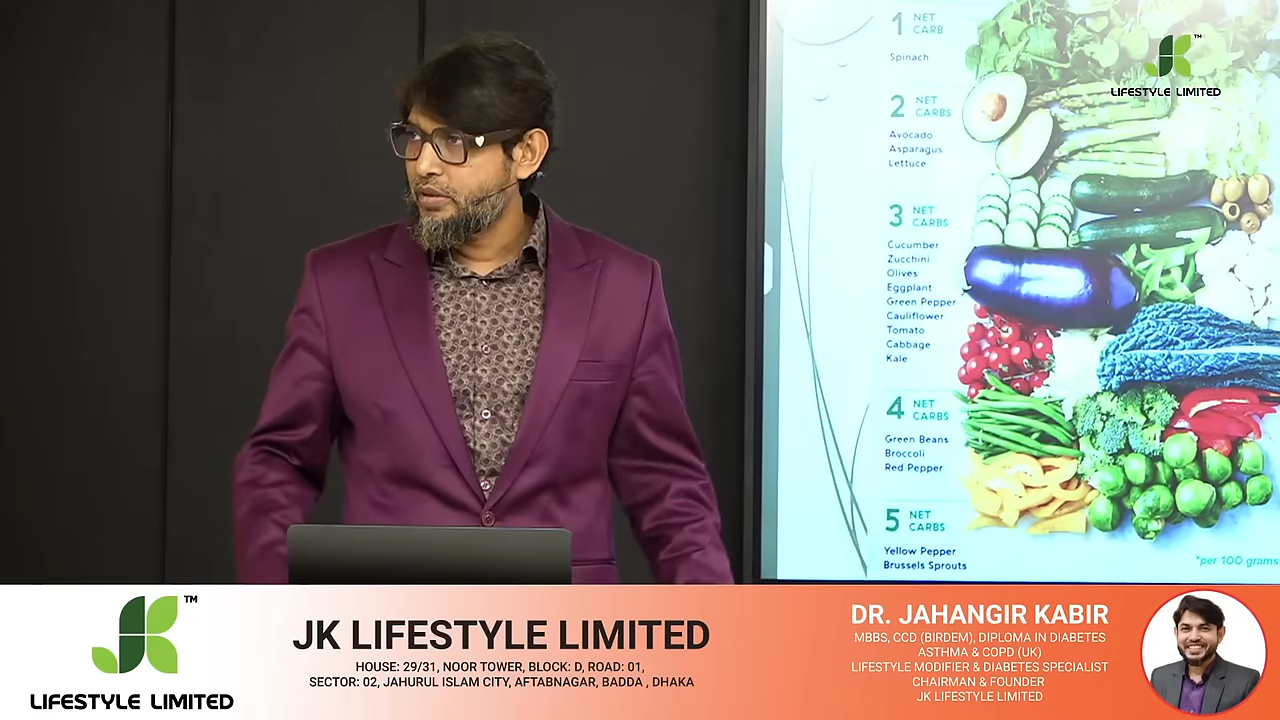 1 NET CARB
Spinach
2 NET CARBS
Avocado
Asparagus
Lettuce
3 NET CARBS
Cucumber
Zucchini
Olives
Eggplant
Green Pepper
Cauliflower
Tomato
Cabbage
Kale
4 NET CARBS
Green Beans
Broccoli
Red Pepper
5 NET CARBS
Yellow Pepper
Brussels Sprouts
*per 100 grams
JK TM
LIFESTYLE LIMITED
JK TM
LIFESTYLE LIMITED
JK LIFESTYLE LIMITED
HOUSE: 29/31, NOOR TOWER, BLOCK: D, ROAD: 01,
SECTOR: 02, JAHURUL ISLAM CITY, AFTABNAGAR, BADDA , DHAKA
DR. JAHANGIR KABIR
MBBS, CCD (BIRDEM), DIPLOMA IN DIABETES
ASTHMA & COPD (UK)
LIFESTYLE MODIFIER & DIABETES SPECIALIST
CHAIRMAN & FOUNDER
JK LIFESTYLE LIMITED